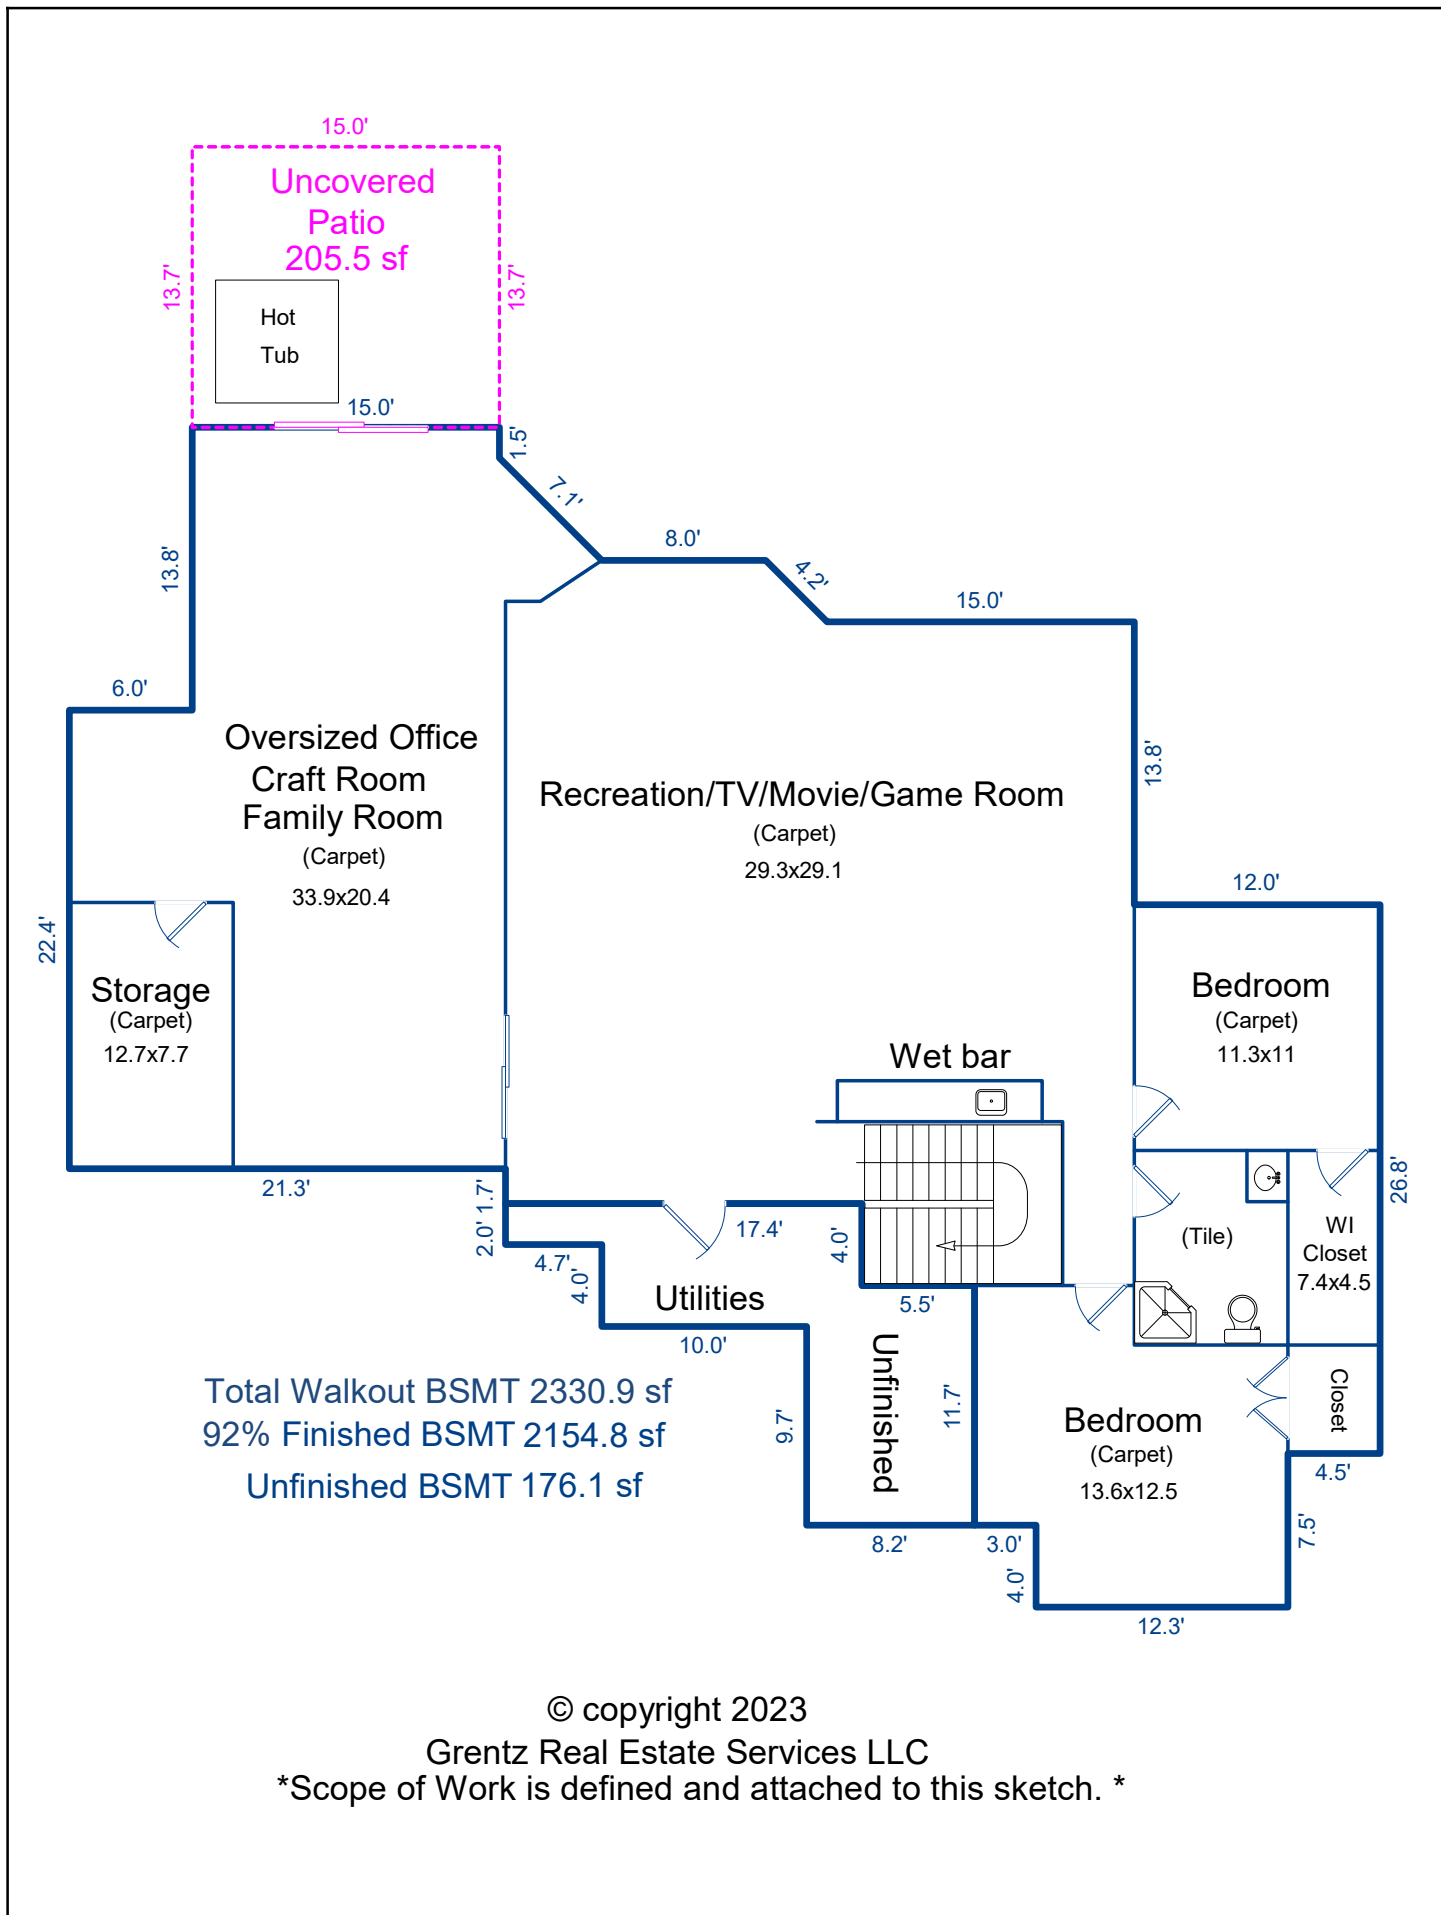 15.0'
Uncovered
Patio
205.5 sf
13.7'
13.7'
Hot
Tub
15.0'
1.5'
7.1'
8.0'
4.2'
15.0'
13.8'
6.0'
Oversized Office
Craft Room
Family Room
(Carpet)
33.9x20.4
Recreation/TV/Movie/Game Room
(Carpet)
29.3x29.1
13.8'
12.0'
22.4'
Storage
(Carpet)
12.7x7.7
Bedroom
(Carpet)
11.3x11
Wet bar
21.3'
1.7'
2.0'
17.4'
4.0'
4.7'
4.0'
Utilities
5.5'
10.0'
(Tile)
WI
Closet
7.4x4.5
26.8'
Unfinished
11.7'
9.7'
8.2'
Bedroom
(Carpet)
13.6x12.5
Closet
4.5'
7.5'
3.0'
4.0'
12.3'
Total Walkout BSMT 2330.9 sf
92% Finished BSMT 2154.8 sf
Unfinished BSMT 176.1 sf
© copyright 2023
Grentz Real Estate Services LLC
*Scope of Work is defined and attached to this sketch. *